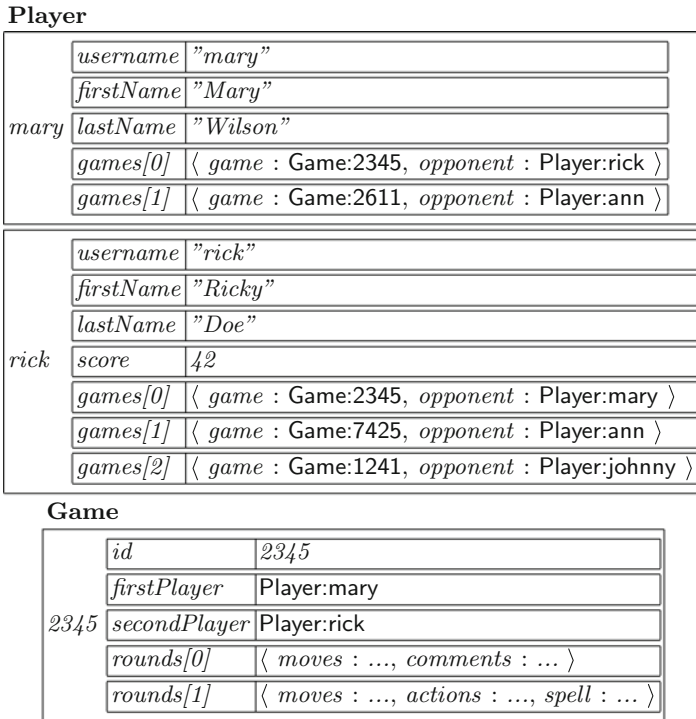 Player
username "mary"
firstName "Mary"
mary lastName "Wilson"
games[0] ⟨ game : Game:2345, opponent : Player:rick ⟩
games[1] ⟨ game : Game:2611, opponent : Player:ann ⟩
username "rick"
firstName "Ricky"
lastName "Doe"
rick score 42
games[0] ⟨ game : Game:2345, opponent : Player:mary ⟩
games[1] ⟨ game : Game:7425, opponent : Player:ann ⟩
games[2] ⟨ game : Game:1241, opponent : Player:johnny ⟩
Game
id 2345
firstPlayer Player:mary
2345 secondPlayer Player:rick
rounds[0] ⟨ moves : ..., comments : ... ⟩
rounds[1] ⟨ moves : ..., actions : ..., spell : ... ⟩